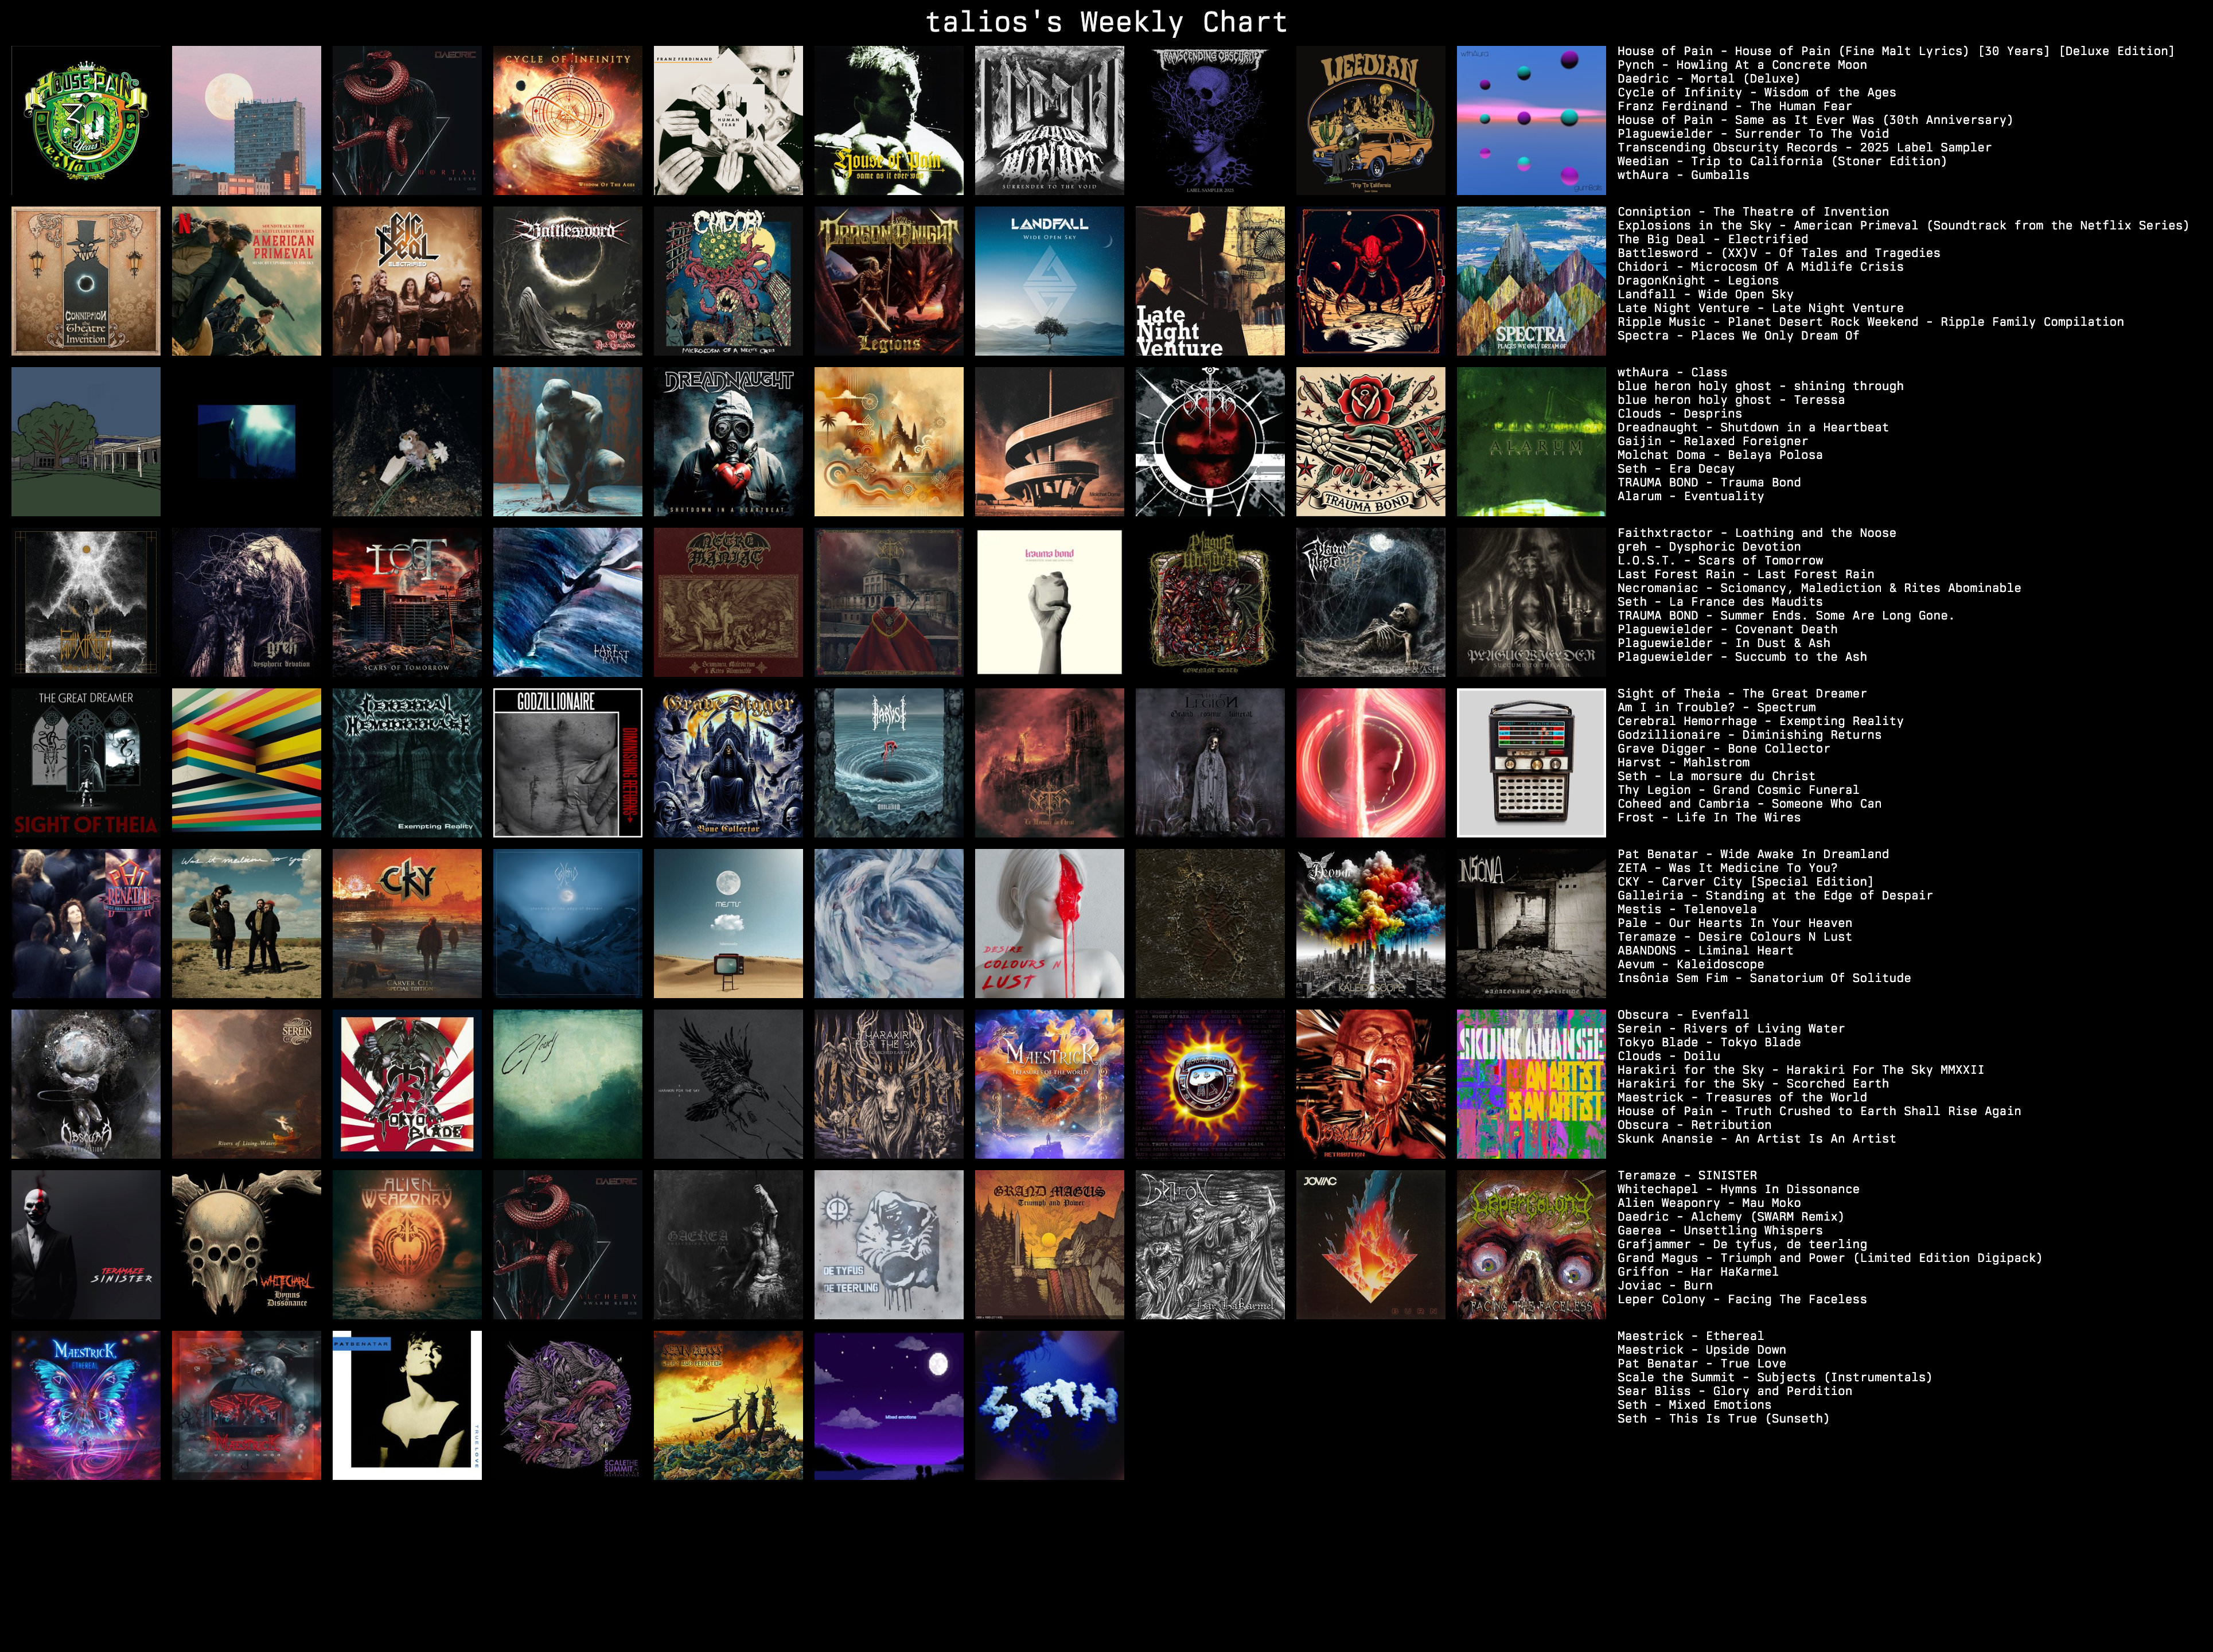 talios's Weekly Chart
House of Pain - House of Pain (Fine Malt Lyrics) [30 Years] [Deluxe Edition]
Pynch - Howling At a Concrete Moon
Daedric - Mortal (Deluxe)
Cycle of Infinity - Wisdom of the Ages
Franz Ferdinand - The Human Fear
House of Pain - Same as It Ever Was (30th Anniversary)
Plaguewielder - Surrender To The Void
Transcending Obscurity Records - 2025 Label Sampler
Weedian - Trip to California (Stoner Edition)
wthAura - Gumballs
Conniption - The Theatre of Invention
Explosions in the Sky - American Primeval (Soundtrack from the Netflix Series)
The Big Deal - Electrified
Battlesword - (XX)V - Of Tales and Tragedies
Chidori - Microcosm Of A Midlife Crisis
DragonKnight - Legions
Landfall - Wide Open Sky
Late Night Venture - Late Night Venture
Ripple Music - Planet Desert Rock Weekend - Ripple Family Compilation
Spectra - Places We Only Dream Of
wthAura - Class
blue heron holy ghost - shining through
blue heron holy ghost - Teressa
Clouds - Desprins
Dreadnaught - Shutdown in a Heartbeat
Gaijin - Relaxed Foreigner
Molchat Doma - Belaya Polosa
Seth - Era Decay
TRAUMA BOND - Trauma Bond
Alarum - Eventuality
Faithxtractor - Loathing and the Noose
greh - Dysphoric Devotion
L.O.S.T. - Scars of Tomorrow
Last Forest Rain - Last Forest Rain
Necromaniac - Sciomancy, Malediction & Rites Abominable
Seth - La France des Maudits
TRAUMA BOND - Summer Ends. Some Are Long Gone.
Plaguewielder - Covenant Death
Plaguewielder - In Dust & Ash
Plaguewielder - Succumb to the Ash
Sight of Theia - The Great Dreamer
Am I in Trouble? - Spectrum
Cerebral Hemorrhage - Exempting Reality
Godzillionaire - Diminishing Returns
Grave Digger - Bone Collector
Harvst - Mahlstrom
Seth - La morsure du Christ
Thy Legion - Grand Cosmic Funeral
Coheed and Cambria - Someone Who Can
Frost - Life In The Wires
Pat Benatar - Wide Awake In Dreamland
ZETA - Was It Medicine To You?
CKY - Carver City [Special Edition]
Galleiria - Standing at the Edge of Despair
Mestis - Telenovela
Pale - Our Hearts In Your Heaven
Teramaze - Desire Colours N Lust
ABANDONS - Liminal Heart
Aevum - Kaleidoscope
Insônia Sem Fim - Sanatorium Of Solitude
Obscura - Evenfall
Serein - Rivers of Living Water
Tokyo Blade - Tokyo Blade
Clouds - Doilu
Harakiri for the Sky - Harakiri For The Sky MMXXII
Harakiri for the Sky - Scorched Earth
Maestrick - Treasures of the World
House of Pain - Truth Crushed to Earth Shall Rise Again
Obscura - Retribution
Skunk Anansie - An Artist Is An Artist
Teramaze - SINISTER
Whitechapel - Hymns In Dissonance
Alien Weaponry - Mau Moko
Daedric - Alchemy (SWARM Remix)
Gaerea - Unsettling Whispers
Grafjammer - De tyfus, de teerling
Grand Magus - Triumph and Power (Limited Edition Digipack)
Griffon - Har HaKarmel
Joviac - Burn
Leper Colony - Facing The Faceless
Maestrick - Ethereal
Maestrick - Upside Down
Pat Benatar - True Love
Scale the Summit - Subjects (Instrumentals)
Sear Bliss - Glory and Perdition
Seth - Mixed Emotions
Seth - This Is True (Sunseth)